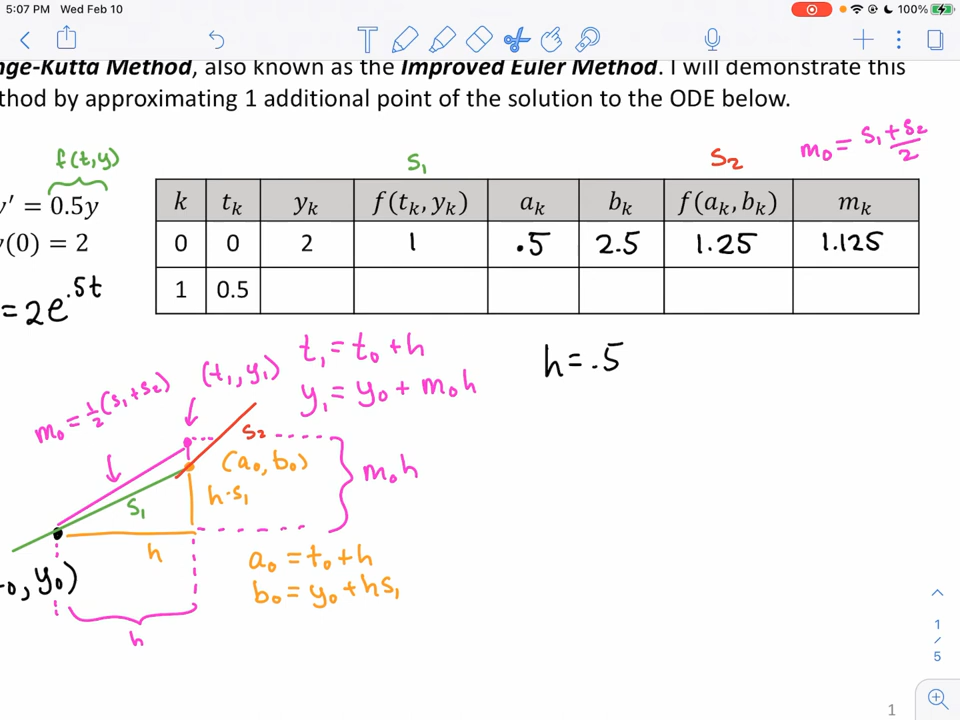 5:07 PM Wed Feb 10
100%
nge-Kutta Method, also known as the Improved Euler Method. I will demonstrate this
thod by approximating 1 additional point of the solution to the ODE below.
f(t,y)
s₁
s₂
m₀ = s₁ + s₂ / 2
y′ = 0.5y
k tₖ yₖ f(tₖ, yₖ) aₖ bₖ f(aₖ, bₖ) mₖ
y(0) = 2
0 0 2 1 .5 2.5 1.25 1.125
1 0.5
= 2e^.5t
t₁ = t₀ + h
h = .5
(t₁, y₁)
y₁ = y₀ + m₀h
m₀ = ½(s₁+s₂)
s₂
(a₀, b₀)
m₀h
h·s₁
s₁
h
a₀ = t₀ + h
b₀ = y₀ + hs₁
₀, y₀)
h
1
/
5
1